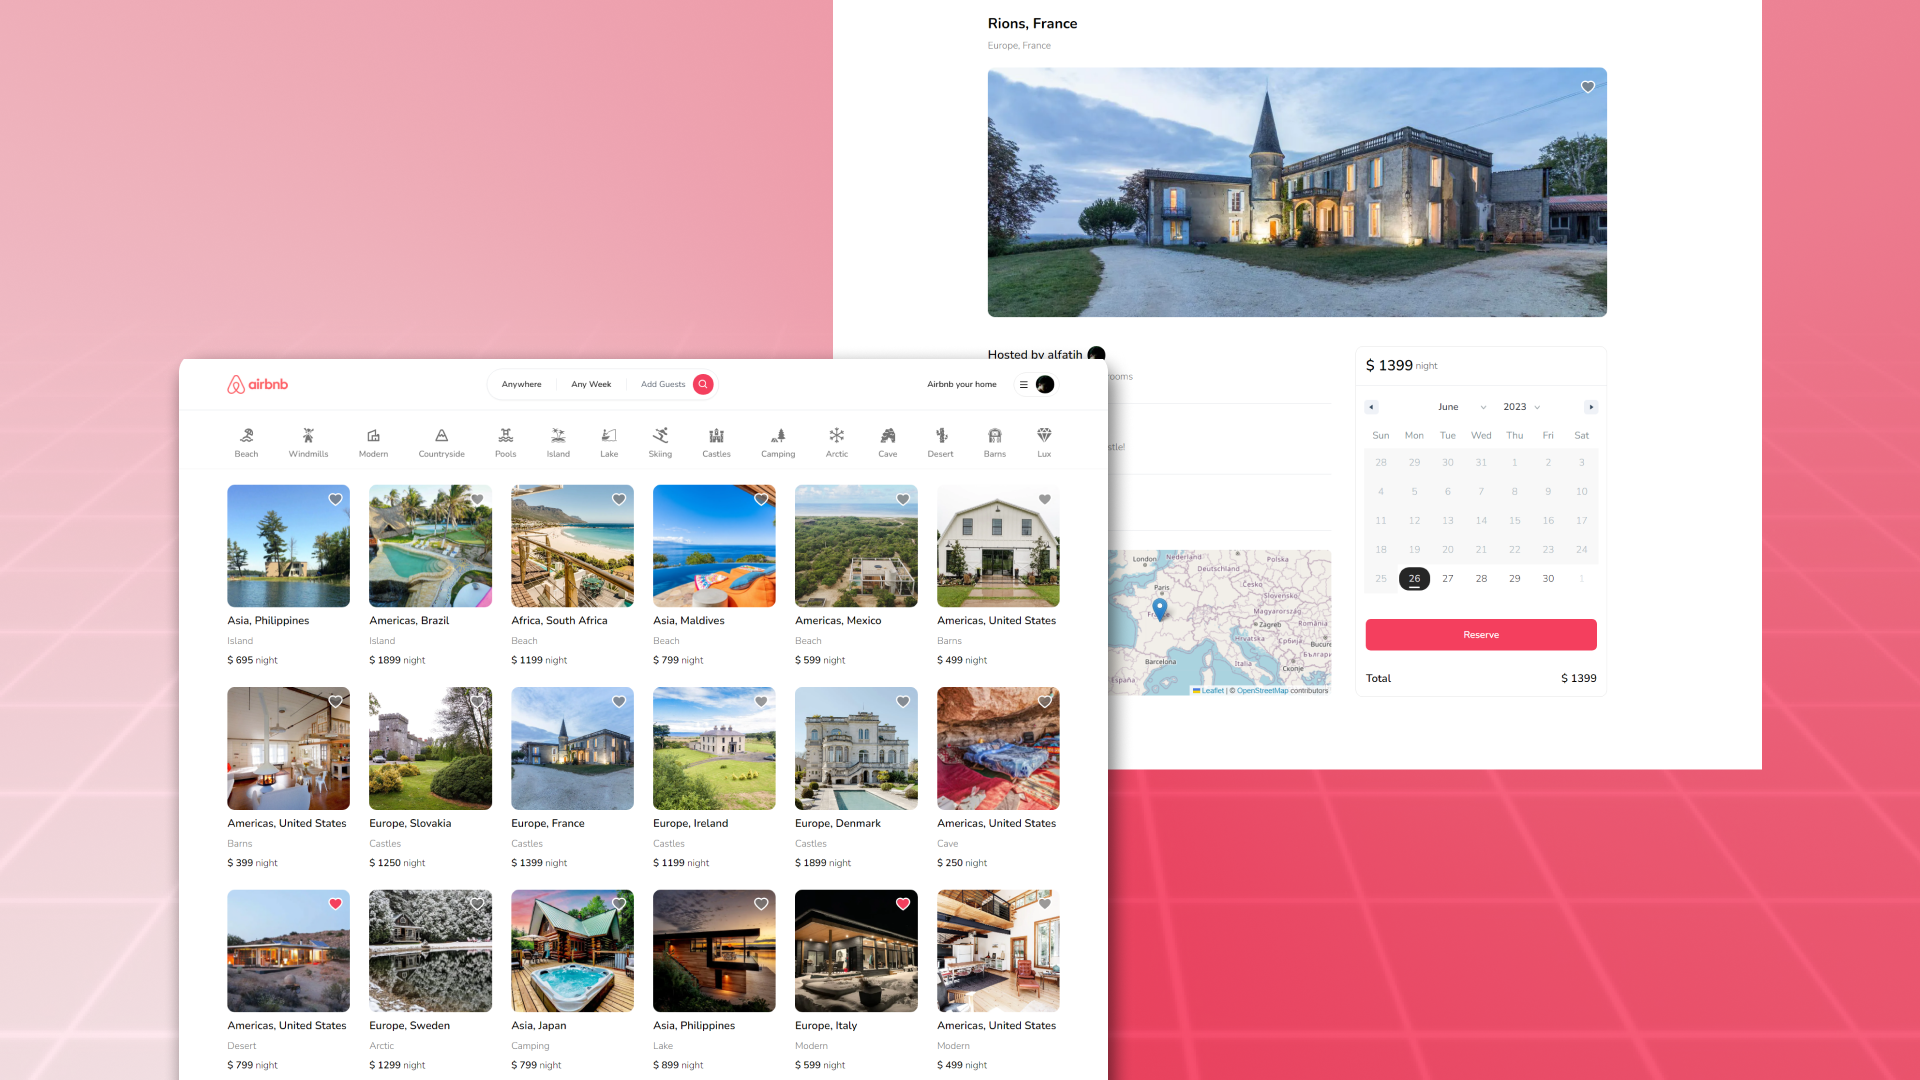 Rions, France
Europe, France
Hosted by alfatih
ooms
stle!
$ 1399 night
June 2023
Sun Mon Tue Wed Thu Fri Sat
28 29 30 31 1 2 3
4 5 6 7 8 9 10
11 12 13 14 15 16 17
18 19 20 21 22 23 24
25 26 27 28 29 30 1
Reserve
Total $ 1399
London Nederland Polska
Deutschland
Paris Česko
Slovensko
Magyarország
Zagreb România
Hrvatska Србија
България
Barcelona Italia Скопје
España
Leaflet | © OpenStreetMap contributors
airbnb
Anywhere Any Week Add Guests
Airbnb your home
Beach Windmills Modern Countryside Pools Island Lake Skiing Castles Camping Arctic Cave Desert Barns Lux
Asia, Philippines
Island
$ 695 night
Americas, Brazil
Island
$ 1899 night
Africa, South Africa
Beach
$ 1199 night
Asia, Maldives
Beach
$ 799 night
Americas, Mexico
Beach
$ 599 night
Americas, United States
Barns
$ 499 night
Americas, United States
Barns
$ 399 night
Europe, Slovakia
Castles
$ 1250 night
Europe, France
Castles
$ 1399 night
Europe, Ireland
Castles
$ 1199 night
Europe, Denmark
Castles
$ 1899 night
Americas, United States
Cave
$ 250 night
Americas, United States
Desert
$ 799 night
Europe, Sweden
Arctic
$ 1299 night
Asia, Japan
Camping
$ 799 night
Asia, Philippines
Lake
$ 899 night
Europe, Italy
Modern
$ 599 night
Americas, United States
Modern
$ 499 night